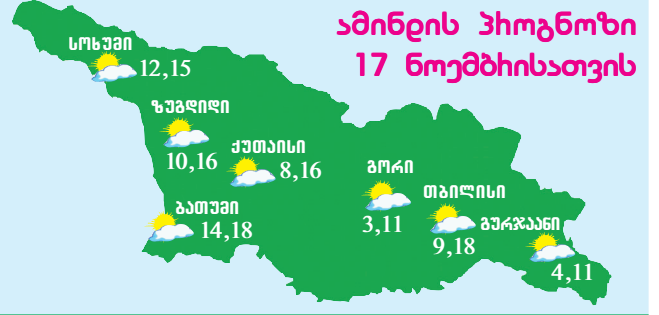 ამინდის პროგნოზი
17 ნოემბრისათვის
სოხუმი
12,15
ზუგდიდი
10,16
ქუთაისი
8,16
გორი
3,11
თბილისი
9,18
ბათუმი
14,18
გურჯაანი
4,11